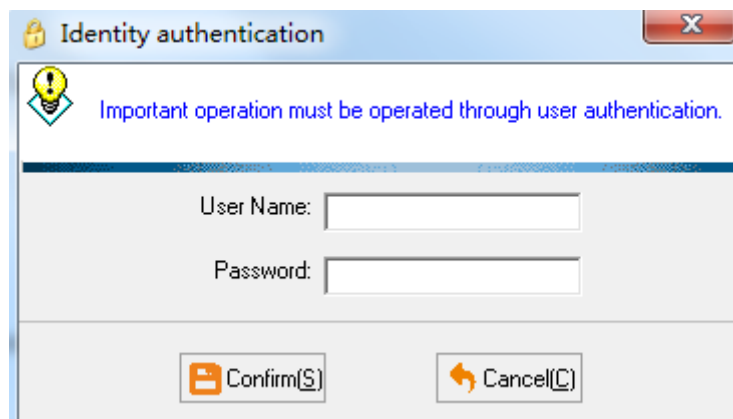 Identity authentication
Important operation must be operated through user authentication.
User Name:
Password:
Confirm(S) Cancel(C)